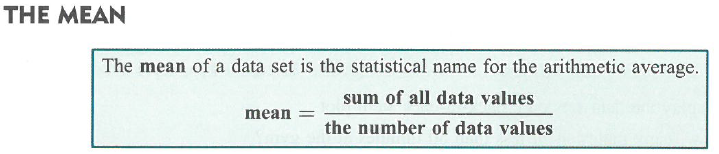 THE MEAN
The mean of a data set is the statistical name for the arithmetic average.
mean = sum of all data values / the number of data values